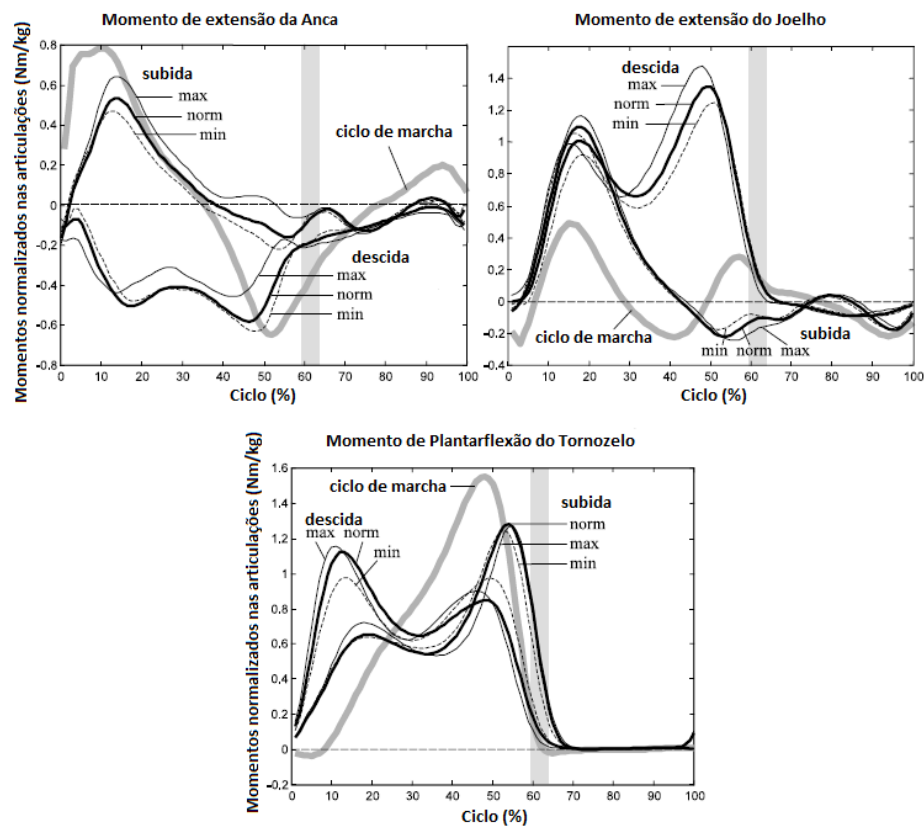 Momento de extensão da Anca
Momentos normalizados nas articulações (Nm/kg)
0.8
0.6
0.4
0.2
0
-0.2
-0.4
-0.6
-0.8
subida
max
norm
min
ciclo de marcha
descida
max
norm
min
0 10 20 30 40 50 60 70 80 90 100
Ciclo (%)
Momento de extensão do Joelho
1.4
1.2
1
0.8
0.6
0.4
0.2
0
-0.2
-0.4
descida
max
norm
min
ciclo de marcha
subida
min norm max
0 10 20 30 40 50 60 70 80 90 100
Ciclo (%)
Momento de Plantarflexão do Tornozelo
Momentos normalizados nas articulações (Nm/kg)
1.6
1.4
1.2
1
0.8
0.6
0.4
0.2
0
-0.2
ciclo de marcha
descida
max norm
min
subida
norm
max
min
0 10 20 30 40 50 60 70 80 90 100
Ciclo (%)